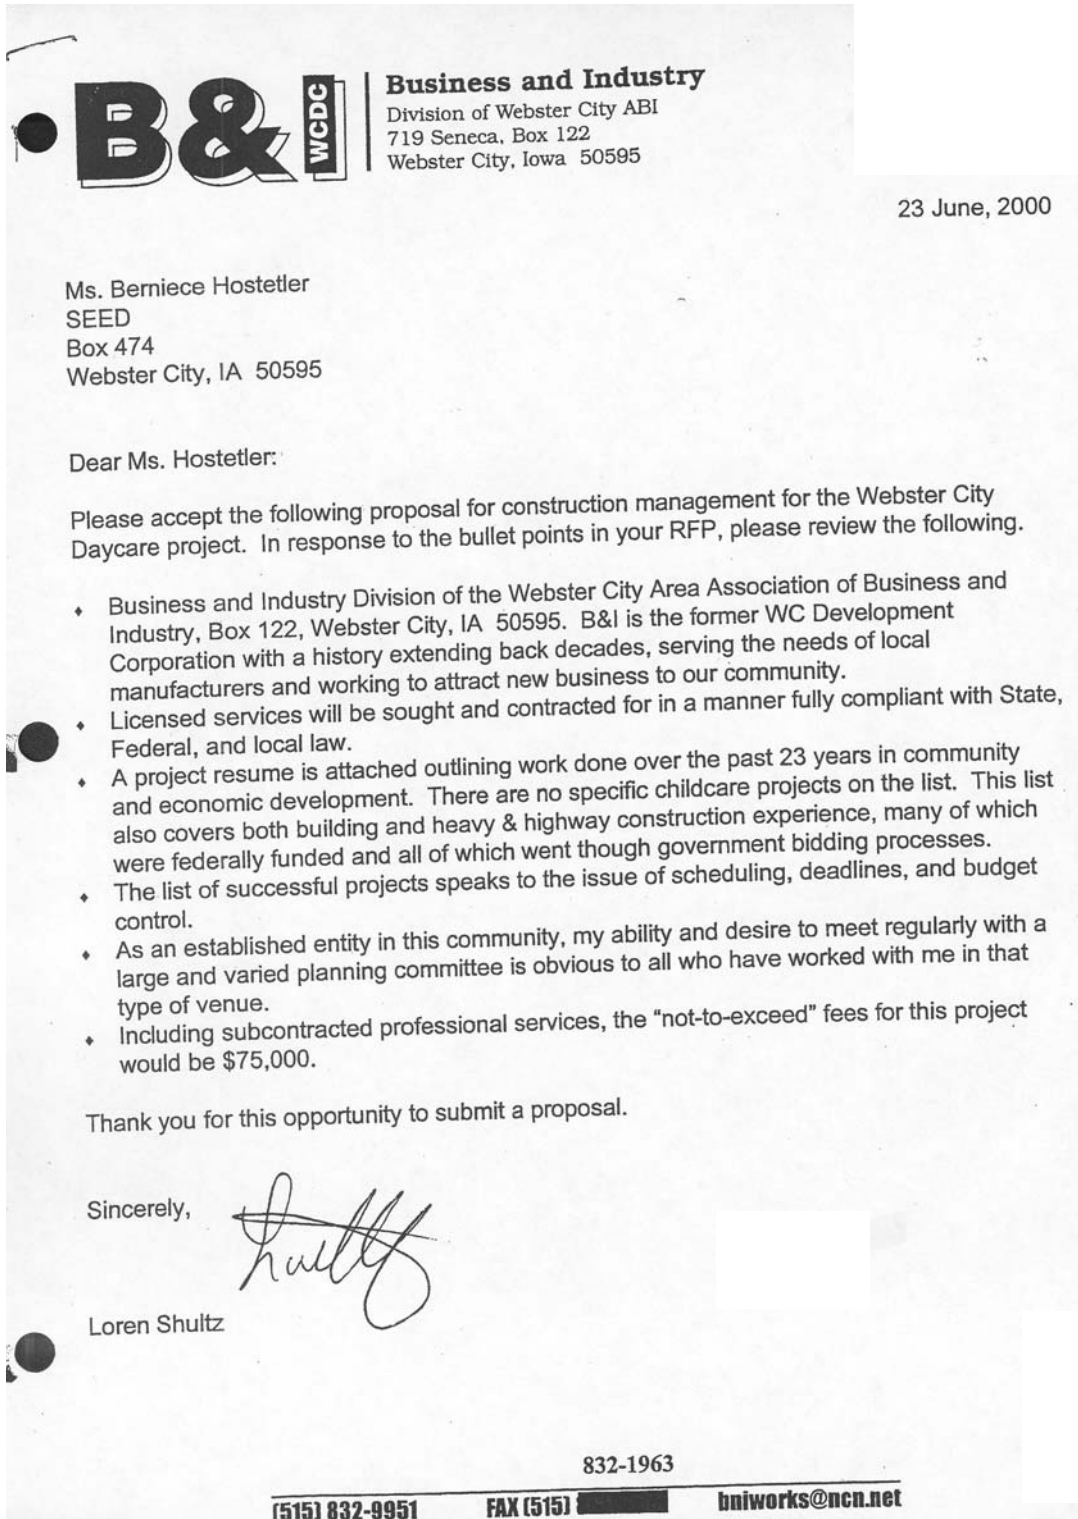 B&I WCDC
Business and Industry
Division of Webster City ABI
719 Seneca, Box 122
Webster City, Iowa 50595
23 June, 2000
Ms. Berniece Hostetler
SEED
Box 474
Webster City, IA 50595
Dear Ms. Hostetler:
Please accept the following proposal for construction management for the Webster City
Daycare project. In response to the bullet points in your RFP, please review the following.
♦ Business and Industry Division of the Webster City Area Association of Business and
Industry, Box 122, Webster City, IA 50595. B&I is the former WC Development
Corporation with a history extending back decades, serving the needs of local
manufacturers and working to attract new business to our community.
♦ Licensed services will be sought and contracted for in a manner fully compliant with State,
Federal, and local law.
♦ A project resume is attached outlining work done over the past 23 years in community
and economic development. There are no specific childcare projects on the list. This list
also covers both building and heavy & highway construction experience, many of which
were federally funded and all of which went though government bidding processes.
♦ The list of successful projects speaks to the issue of scheduling, deadlines, and budget
control.
♦ As an established entity in this community, my ability and desire to meet regularly with a
large and varied planning committee is obvious to all who have worked with me in that
type of venue.
♦ Including subcontracted professional services, the “not-to-exceed” fees for this project
would be $75,000.
Thank you for this opportunity to submit a proposal.
Sincerely,
Loren Shultz
832-1963
(515) 832-9951 FAX (515) bniworks@ncn.net